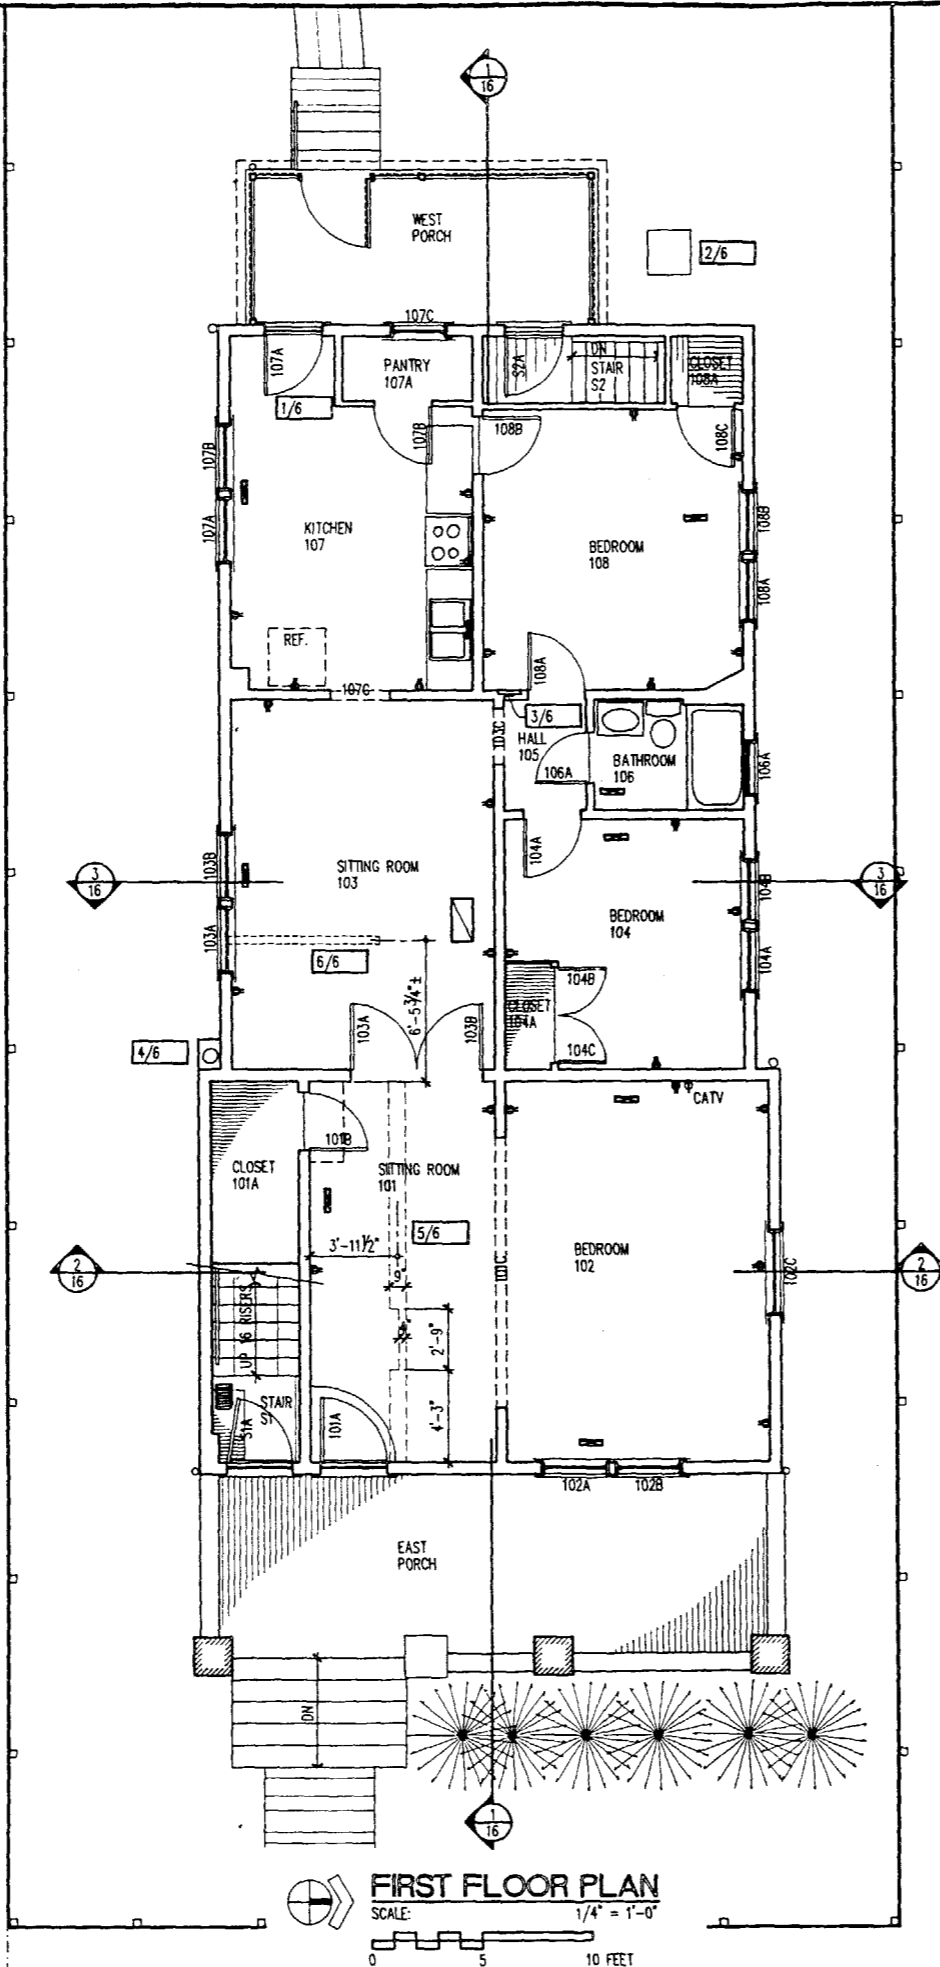 1
16
WEST
PORCH
2/6
107C
107A
PANTRY
107A
S2A
DN
STAIR
S2
CLOSET
108A
1/6
107B
108B
108C
107B
107A
KITCHEN
107
BEDROOM
108
108B
108A
REF.
107C
108A
103C
3/6
HALL
105
106A
BATHROOM
106
106A
104A
103B
103A
3
16
SITTING ROOM
103
3
16
BEDROOM
104
104B
104A
6/6
6'-5 3/4" ±
CLOSET
104A
104B
104C
103A
103B
4/6
CATV
101B
CLOSET
101A
SITTING ROOM
101
5/6
3'-11 1/2"
9"
BEDROOM
102
2
16
2
16
102C
UP 16 RISERS
2'-9"
4'-3"
STAIR
S1
S1A
101A
102A
102B
EAST
PORCH
DN
1
16
FIRST FLOOR PLAN
SCALE: 1/4" = 1'-0"
0 5 10 FEET